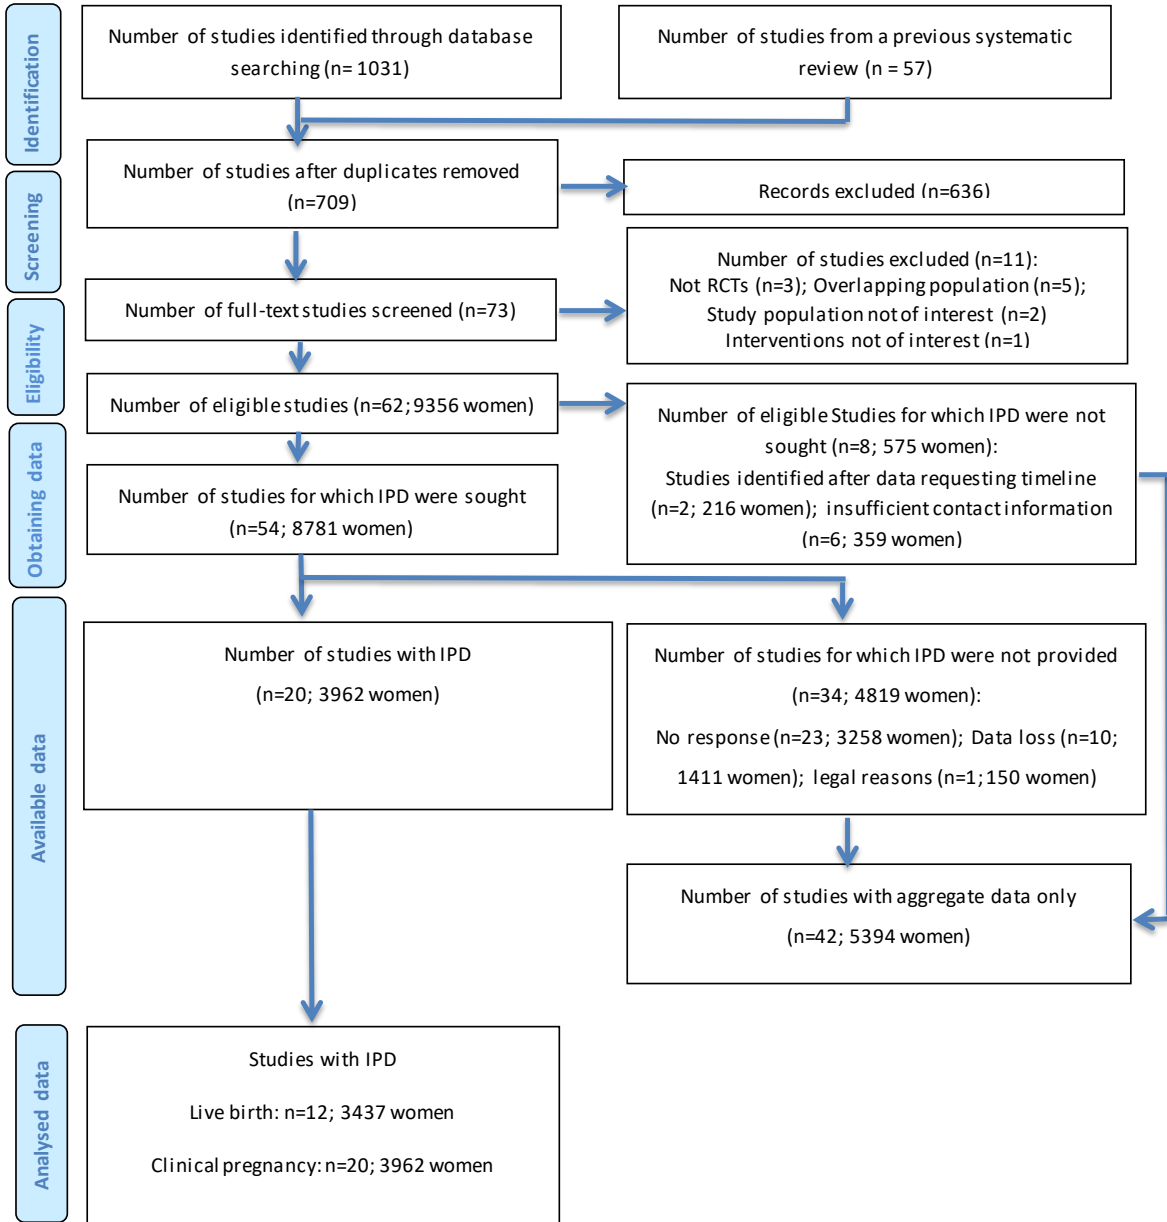 Identification
Number of studies identified through database
searching (n= 1031)
Number of studies from a previous systematic
review (n = 57)
Number of studies after duplicates removed
(n=709)
Records excluded (n=636)
Screening
Number of full-text studies screened (n=73)
Number of studies excluded (n=11):
Not RCTs (n=3); Overlapping population (n=5);
Study population not of interest (n=2)
Interventions not of interest (n=1)
Eligibility
Number of eligible studies (n=62; 9356 women)
Number of eligible Studies for which IPD were not
sought (n=8; 575 women):
Studies identified after data requesting timeline
(n=2; 216 women); insufficient contact information
(n=6; 359 women)
Obtaining data
Number of studies for which IPD were sought
(n=54; 8781 women)
Available data
Number of studies with IPD
(n=20; 3962 women)
Number of studies for which IPD were not provided
(n=34; 4819 women):
No response (n=23; 3258 women); Data loss (n=10;
1411 women); legal reasons (n=1; 150 women)
Number of studies with aggregate data only
(n=42; 5394 women)
Analysed data
Studies with IPD
Live birth: n=12; 3437 women
Clinical pregnancy: n=20; 3962 women